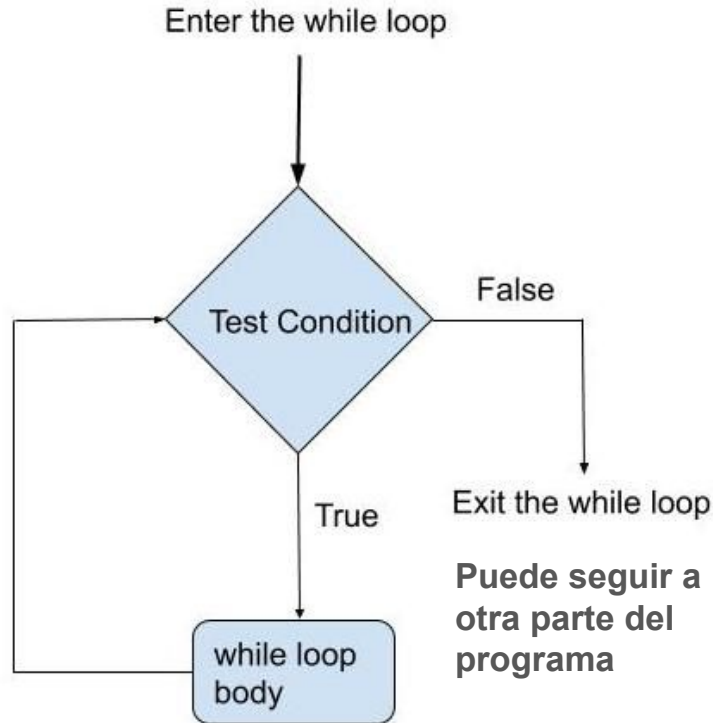 Enter the while loop
Test Condition
False
True
Exit the while loop
Puede seguir a
otra parte del
programa
while loop
body